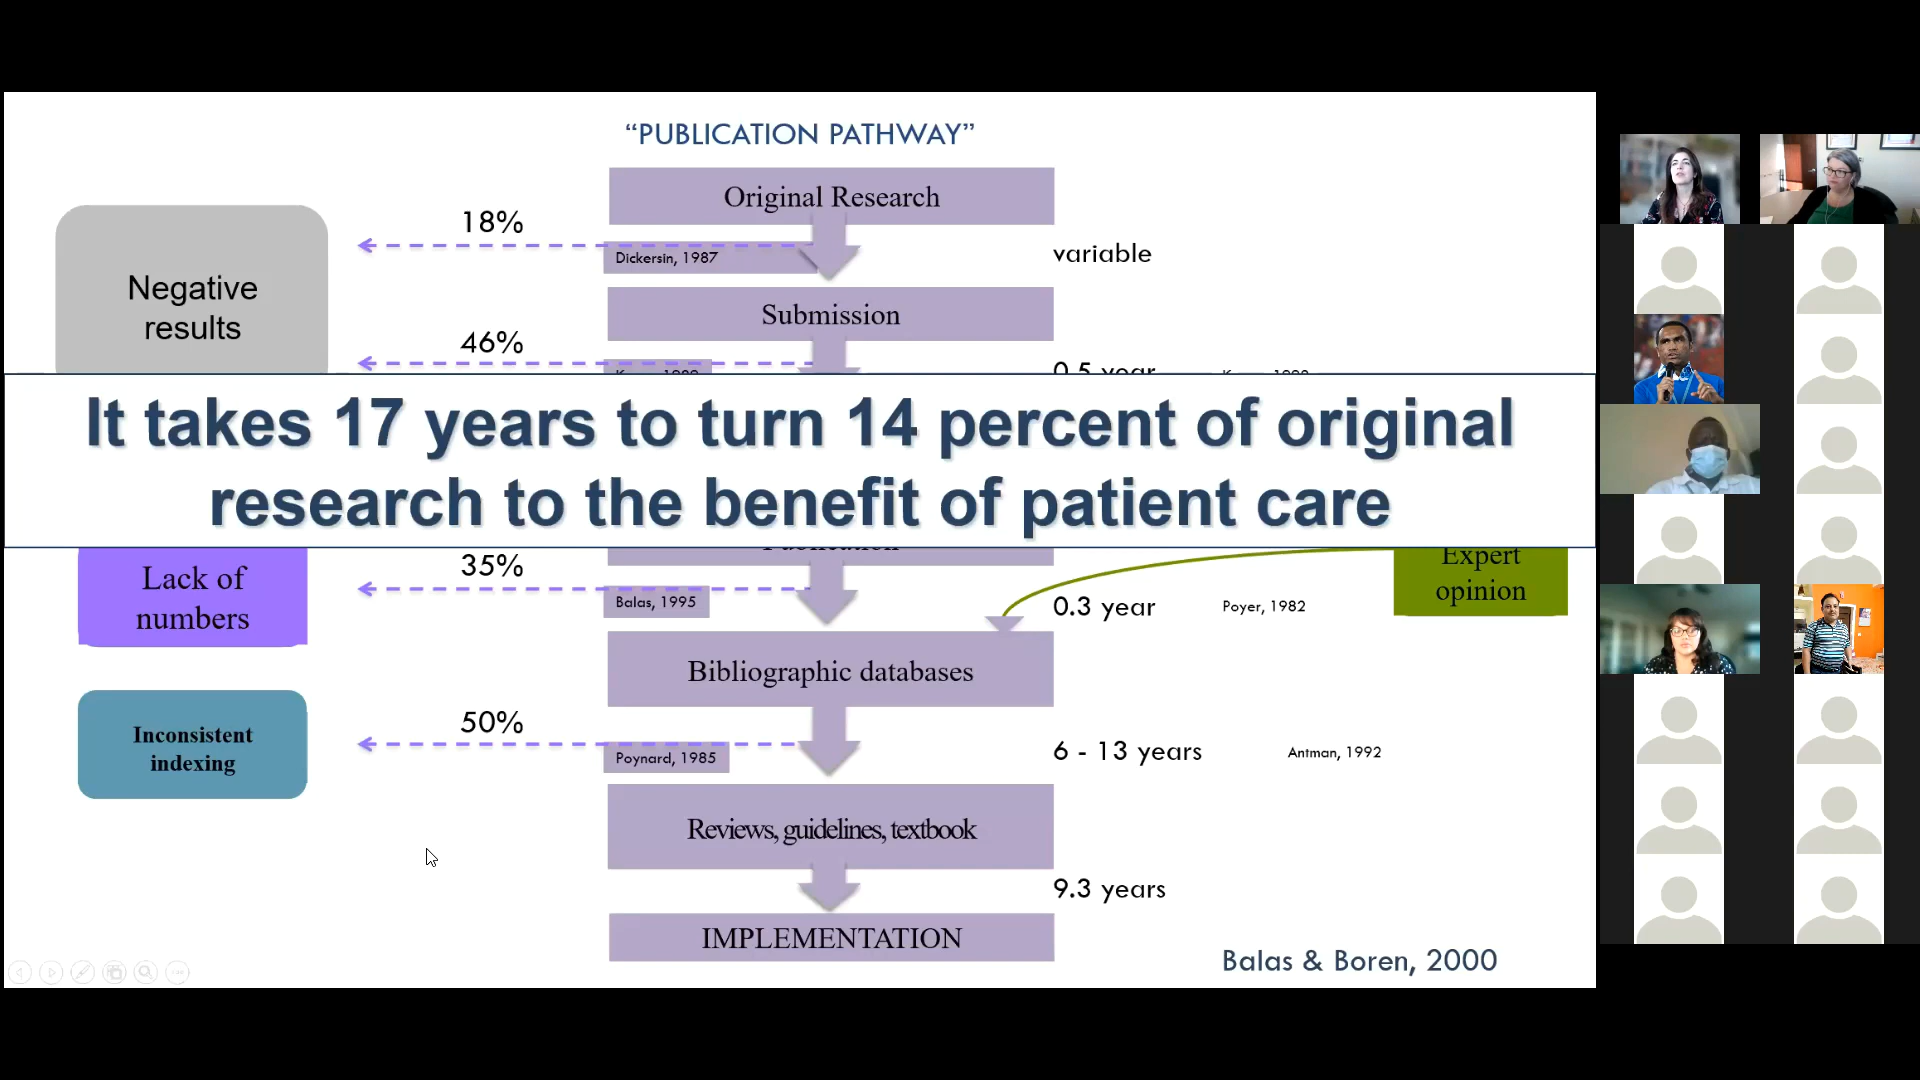 “PUBLICATION PATHWAY”
Original Research
18%
Dickersin, 1987
variable
Negative
results
Submission
46%
0.5 year
It takes 17 years to turn 14 percent of original
research to the benefit of patient care
Expert
opinion
Lack of
numbers
35%
Balas, 1995
0.3 year
Poyer, 1982
Bibliographic databases
50%
Poynard, 1985
6 - 13 years
Antman, 1992
Inconsistent
indexing
Reviews, guidelines, textbook
9.3 years
IMPLEMENTATION
Balas & Boren, 2000